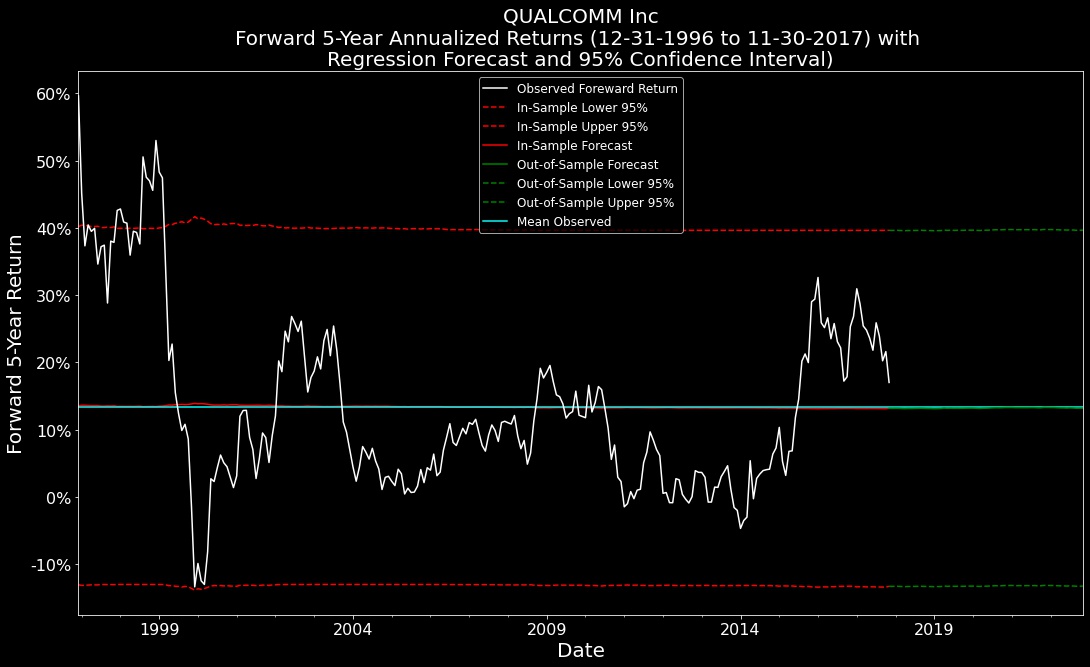 QUALCOMM Inc
Forward 5-Year Annualized Returns (12-31-1996 to 11-30-2017) with
Regression Forecast and 95% Confidence Interval)
Observed Foreward Return
In-Sample Lower 95%
In-Sample Upper 95%
In-Sample Forecast
Out-of-Sample Forecast
Out-of-Sample Lower 95%
Out-of-Sample Upper 95%
Mean Observed
Forward 5-Year Return
60%
50%
40%
30%
20%
10%
0%
-10%
1999
2004
2009
2014
2019
Date